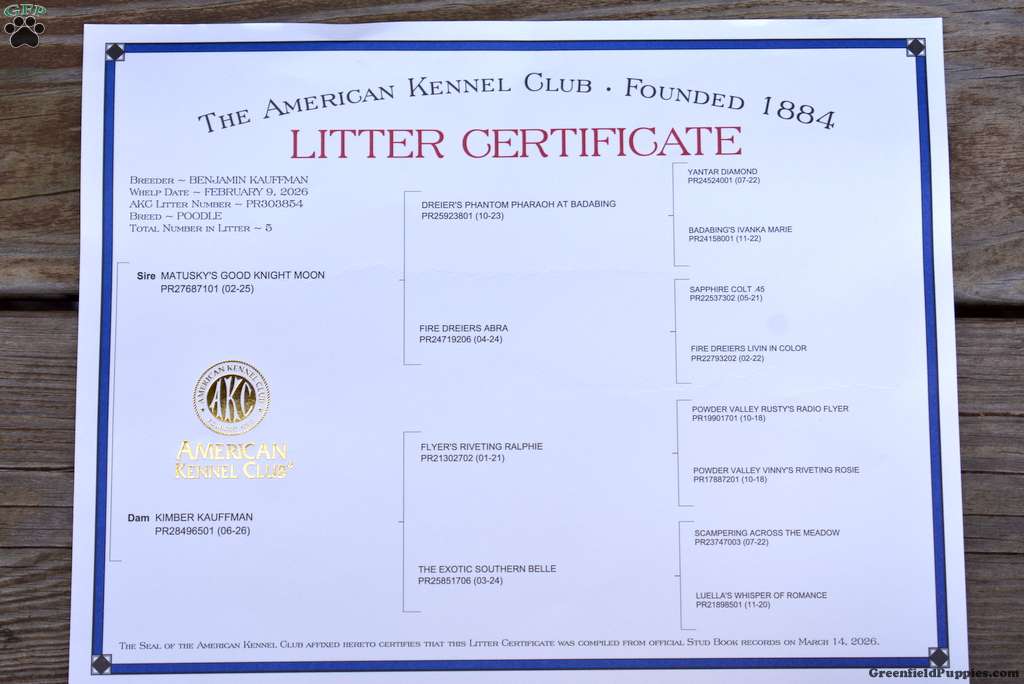 GFP
THE AMERICAN KENNEL CLUB • FOUNDED 1884
LITTER CERTIFICATE
BREEDER ~ BENJAMIN KAUFFMAN
WHELP DATE ~ FEBRUARY 9, 2026
AKC LITTER NUMBER ~ PR303854
BREED ~ POODLE
TOTAL NUMBER IN LITTER ~ 5
Sire MATUSKY'S GOOD KNIGHT MOON
PR27687101 (02-25)
AMERICAN KENNEL CLUB
AKC
AMERICAN
KENNEL CLUB®
Dam KIMBER KAUFFMAN
PR28496501 (06-26)
DREIER'S PHANTOM PHARAOH AT BADABING
PR25923801 (10-23)
FIRE DREIERS ABRA
PR24719206 (04-24)
FLYER'S RIVETING RALPHIE
PR21302702 (01-21)
THE EXOTIC SOUTHERN BELLE
PR25851706 (03-24)
YANTAR DIAMOND
PR24524001 (07-22)
BADABING'S IVANKA MARIE
PR24158001 (11-22)
SAPPHIRE COLT .45
PR22537302 (05-21)
FIRE DREIERS LIVIN IN COLOR
PR22793202 (02-22)
POWDER VALLEY RUSTY'S RADIO FLYER
PR19901701 (10-18)
POWDER VALLEY VINNY'S RIVETING ROSIE
PR17887201 (10-18)
SCAMPERING ACROSS THE MEADOW
PR23747003 (07-22)
LUELLA'S WHISPER OF ROMANCE
PR21898501 (11-20)
THE SEAL OF THE AMERICAN KENNEL CLUB AFFIXED HERETO CERTIFIES THAT THIS LITTER CERTIFICATE WAS COMPILED FROM OFFICIAL STUD BOOK RECORDS ON MARCH 14, 2026.
GreenfieldPuppies.com